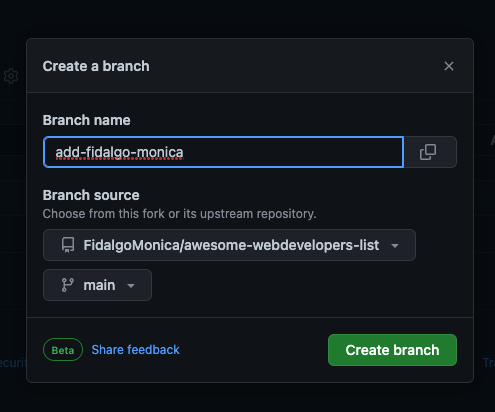 Create a branch
Branch name
add-fidalgo-monica
Branch source
Choose from this fork or its upstream repository.
FidalgoMonica/awesome-webdevelopers-list
main
Beta Share feedback
Create branch